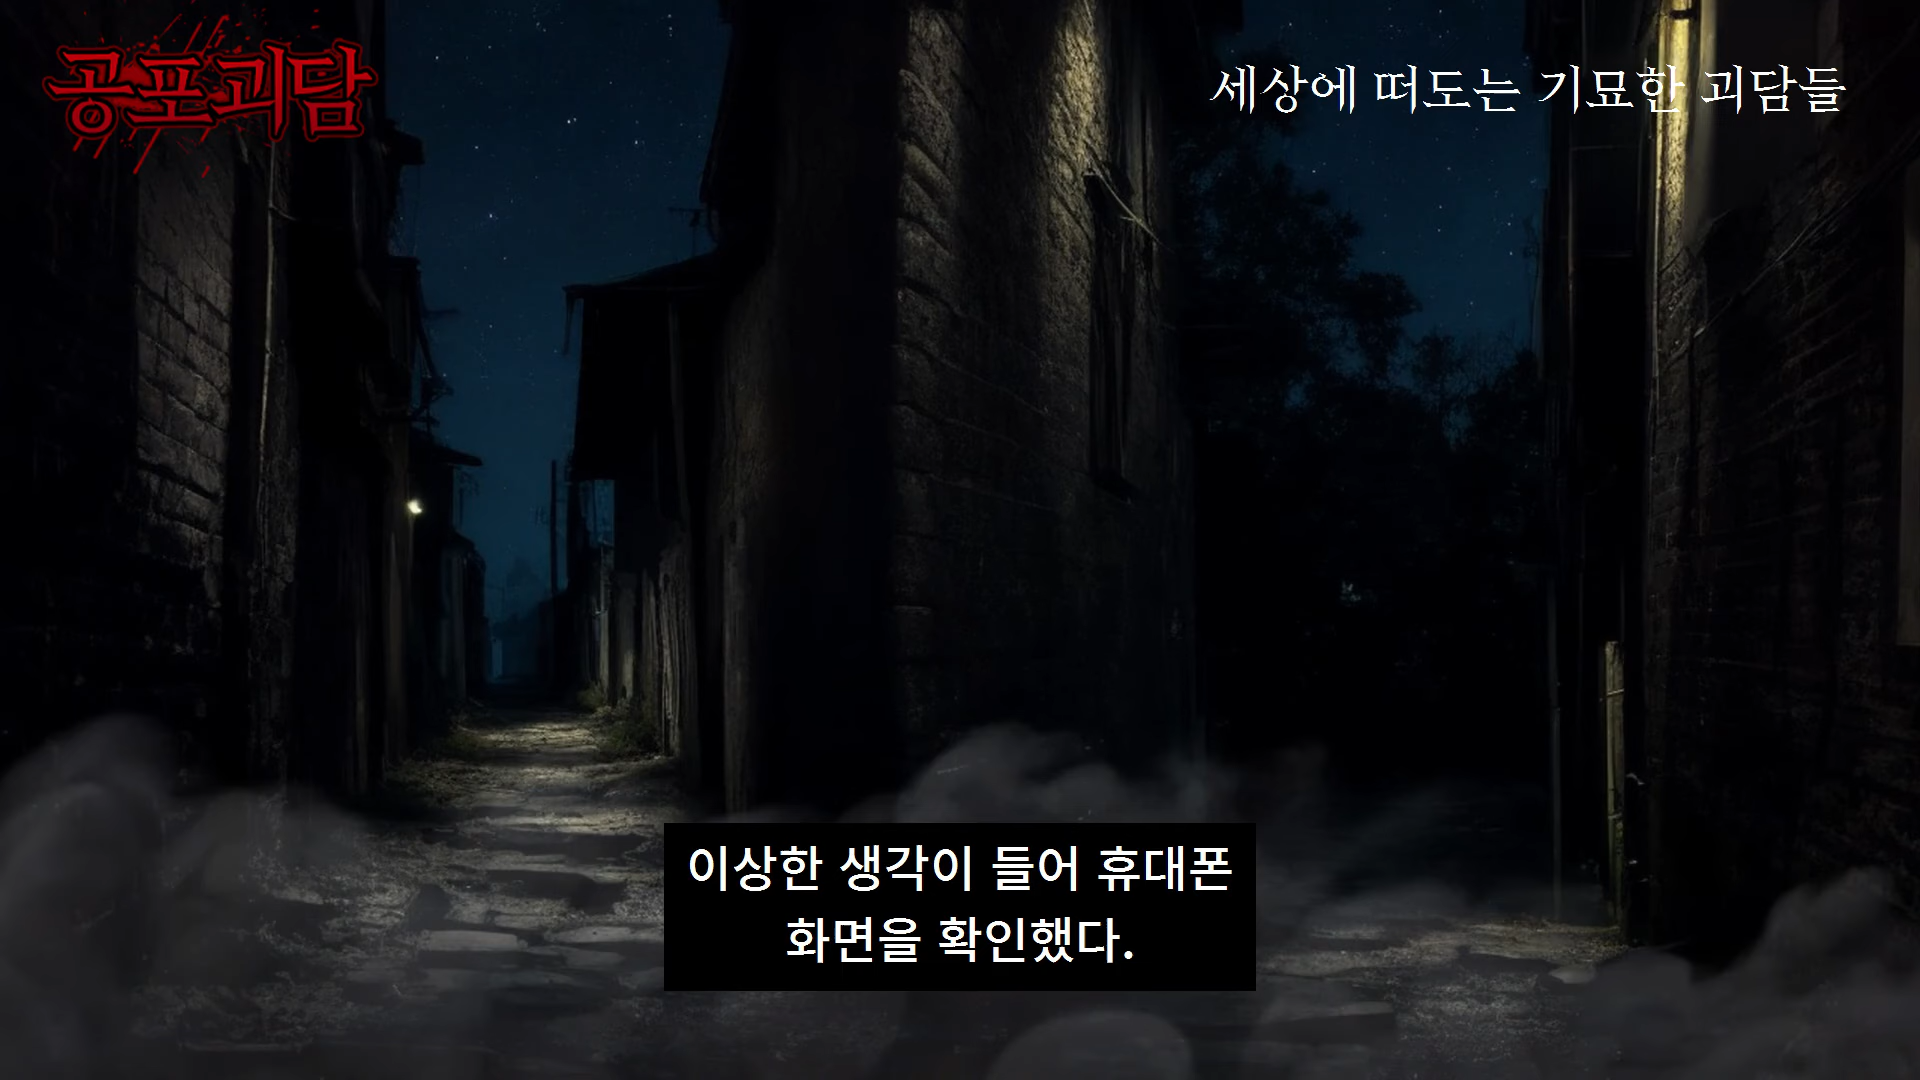 공포괴담
세상에 떠도는 기묘한 괴담들
이상한 생각이 들어 휴대폰
화면을 확인했다.